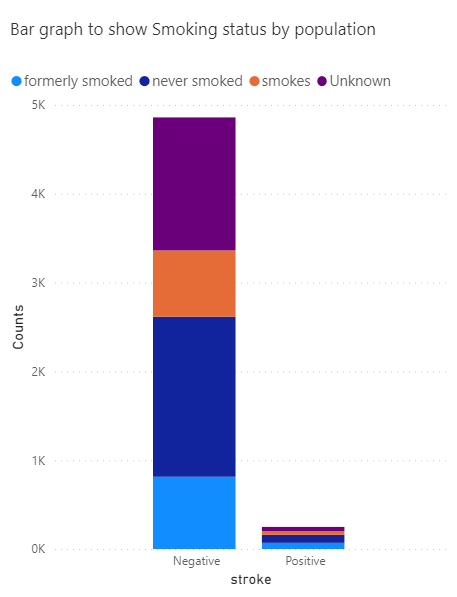 Bar graph to show Smoking status by population
formerly smoked never smoked smokes Unknown
5K
4K
3K
2K
1K
0K
Counts
Negative Positive
stroke